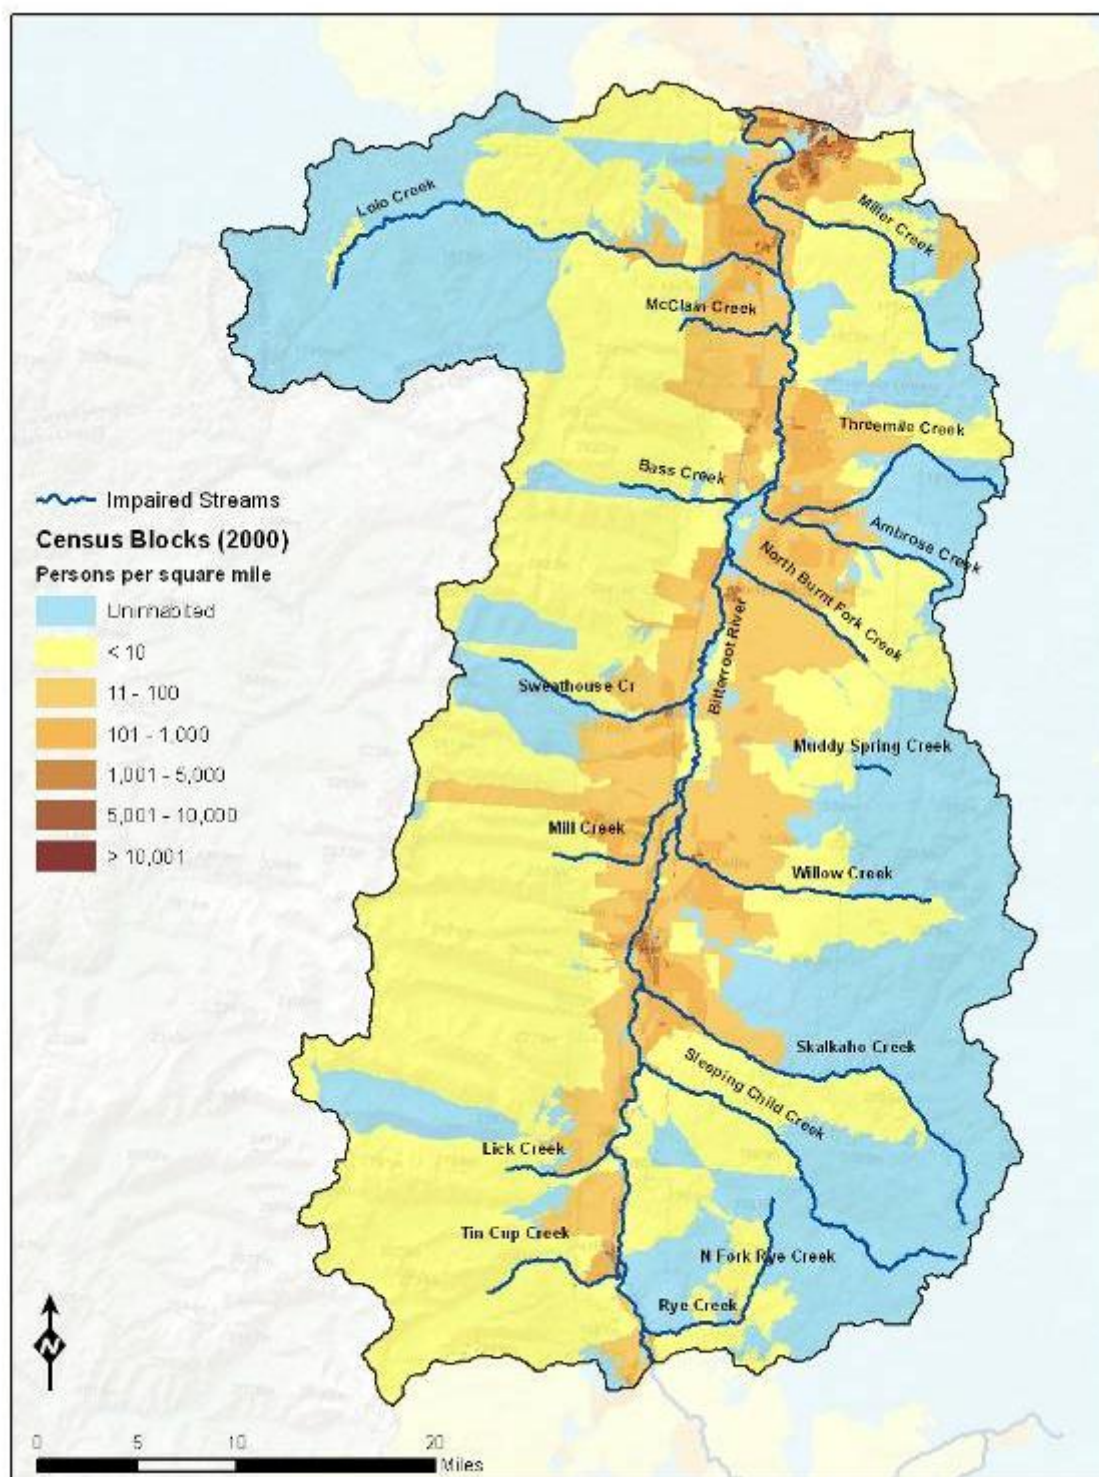 Lolo Creek
Miller Creek
McClain Creek
Threemile Creek
Bass Creek
Impaired Streams
Census Blocks (2000)
Persons per square mile
Uninhabited
< 10
11 - 100
101 - 1,000
1,001 - 5,000
5,001 - 10,000
> 10,001
Ambrose Creek
North Burnt Fork Creek
Bitterroot River
Sweathouse Cr
Muddy Spring Creek
Mill Creek
Willow Creek
Skalkaho Creek
Sleeping Child Creek
Lick Creek
Tin Cup Creek
N Fork Rye Creek
Rye Creek
N
0 5 10 20
Miles